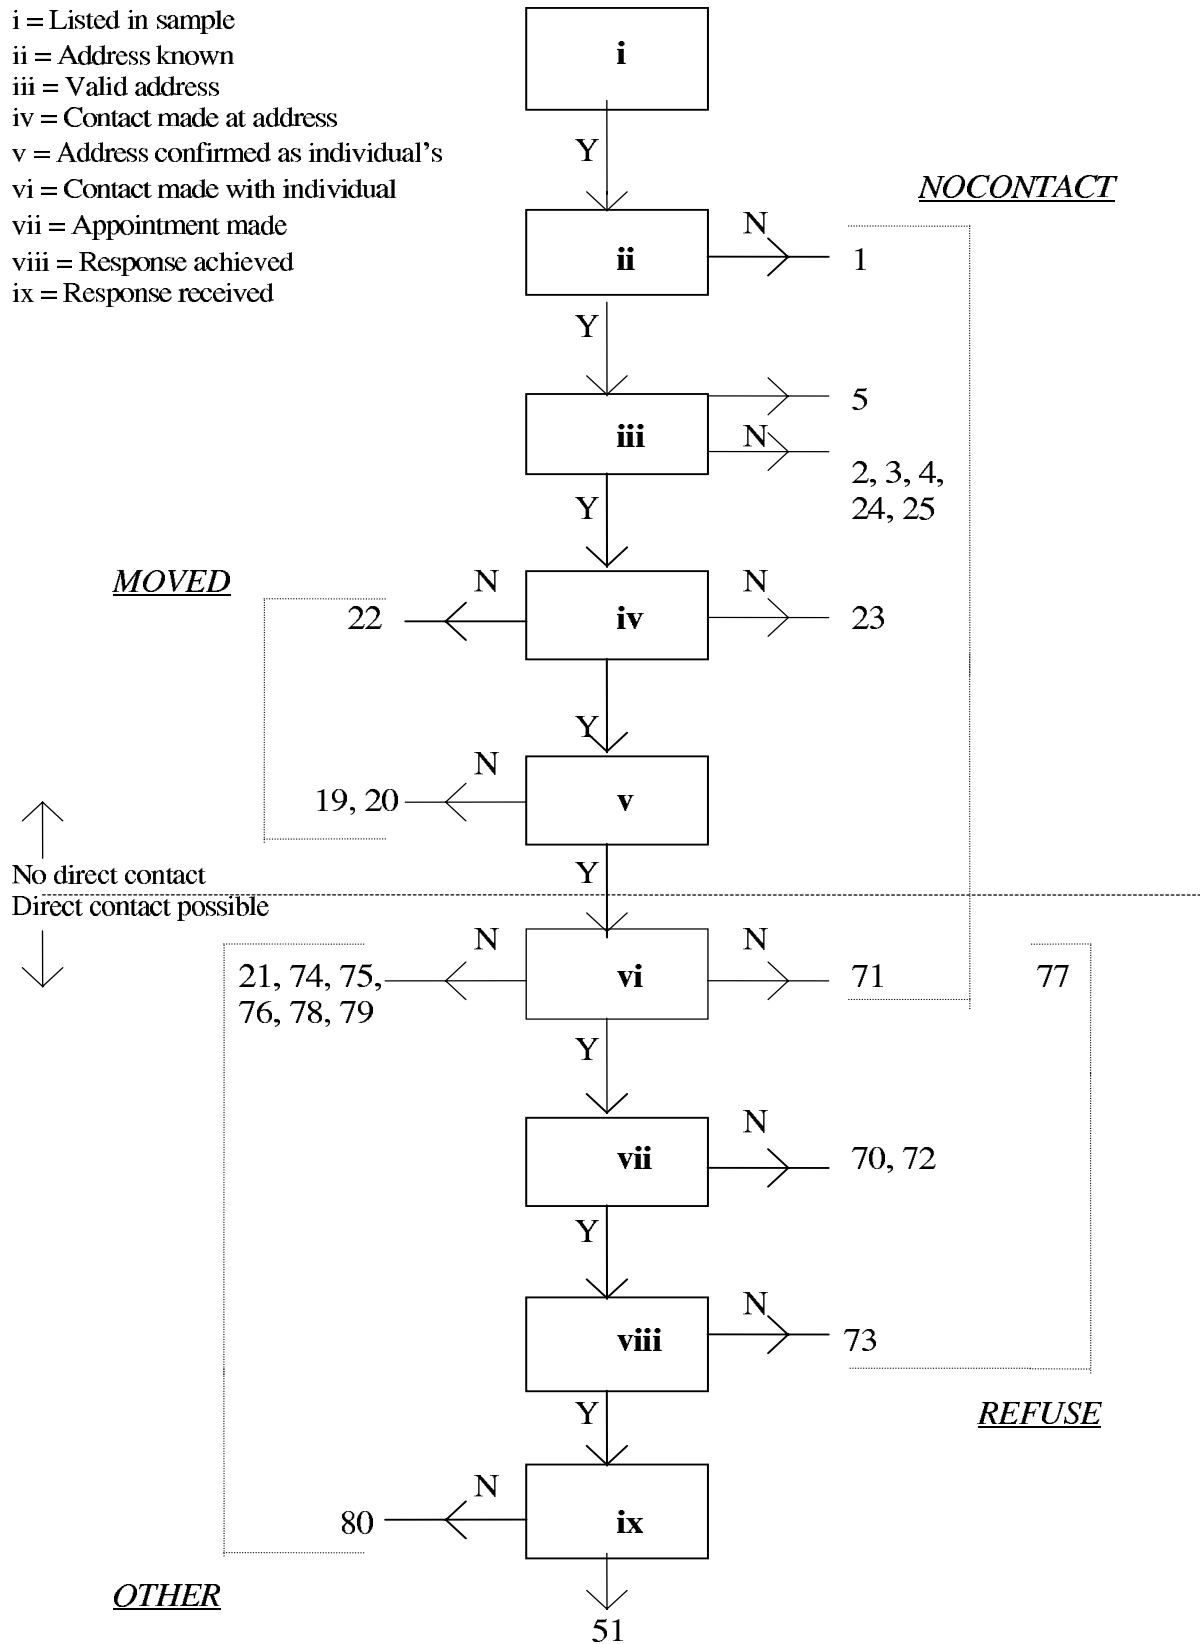 i = Listed in sample
ii = Address known
iii = Valid address
iv = Contact made at address
v = Address confirmed as individual's
vi = Contact made with individual
vii = Appointment made
viii = Response achieved
ix = Response received
i
Y
NOCONTACT
N
ii
1
Y
5
iii
N
2, 3, 4,
24, 25
Y
MOVED
N
N
22
iv
23
Y
N
19, 20
v
No direct contact
Y
Direct contact possible
N
N
21, 74, 75,
76, 78, 79
vi
71
77
Y
N
vii
70, 72
Y
N
viii
73
REFUSE
Y
N
80
ix
OTHER
51